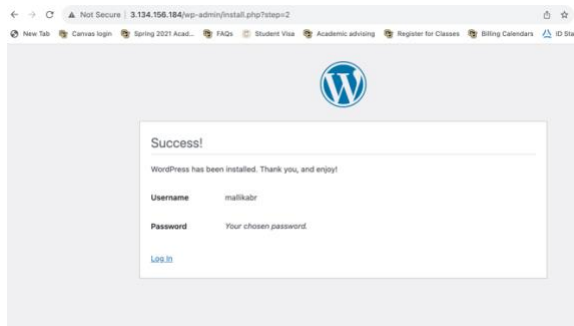 Not Secure | 3.134.156.184/wp-admin/install.php?step=2
New Tab Canvas login Spring 2021 Acad... FAQs Student Visa Academic advising Register for Classes Billing Calendars ID Sta
Success!
WordPress has been installed. Thank you, and enjoy!
Username mallikabr
Password Your chosen password.
Log In